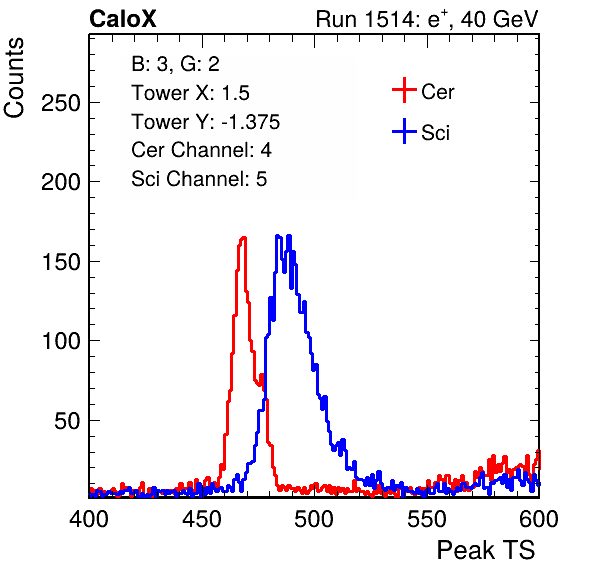 CaloX
Run 1514: e+, 40 GeV
Counts
B: 3, G: 2
Tower X: 1.5
Tower Y: -1.375
Cer Channel: 4
Sci Channel: 5
Cer
Sci
250
200
150
100
50
400
450
500
550
600
Peak TS